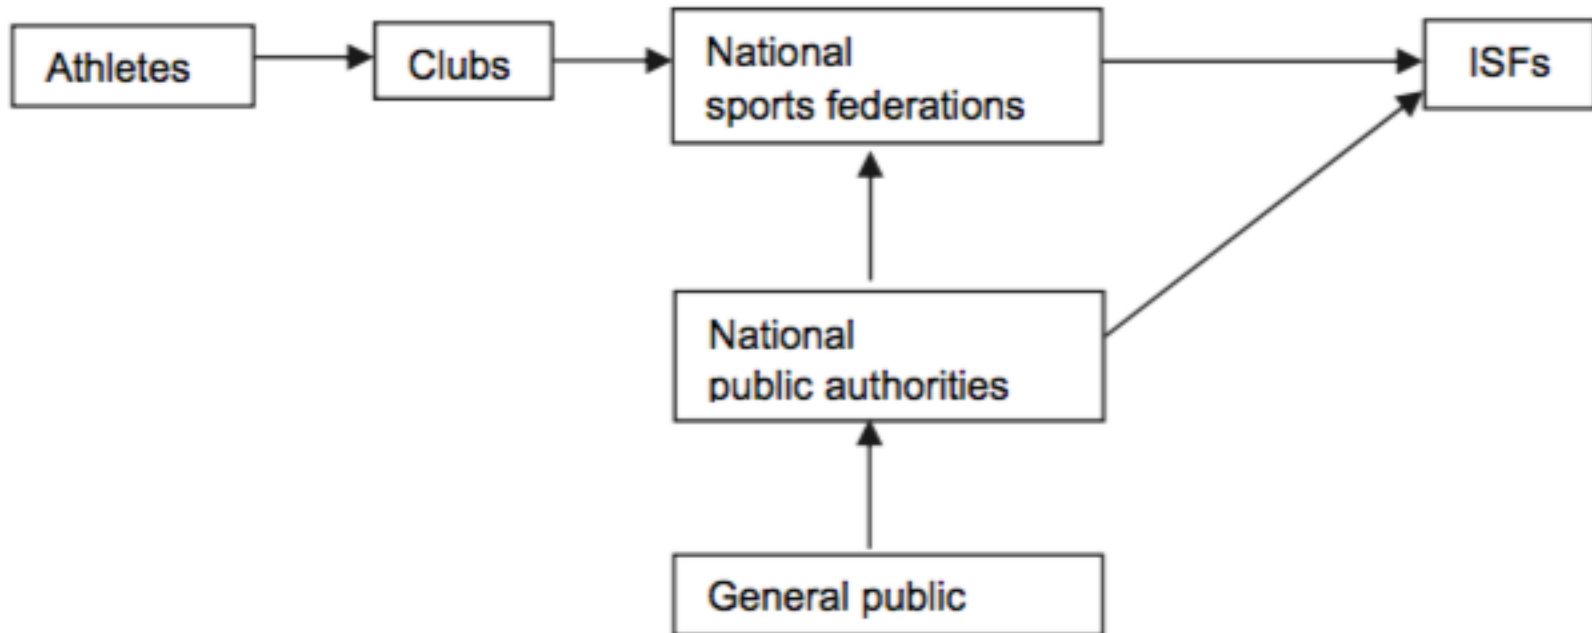 Athletes
Clubs
National
sports federations
ISFs
National
public authorities
General public